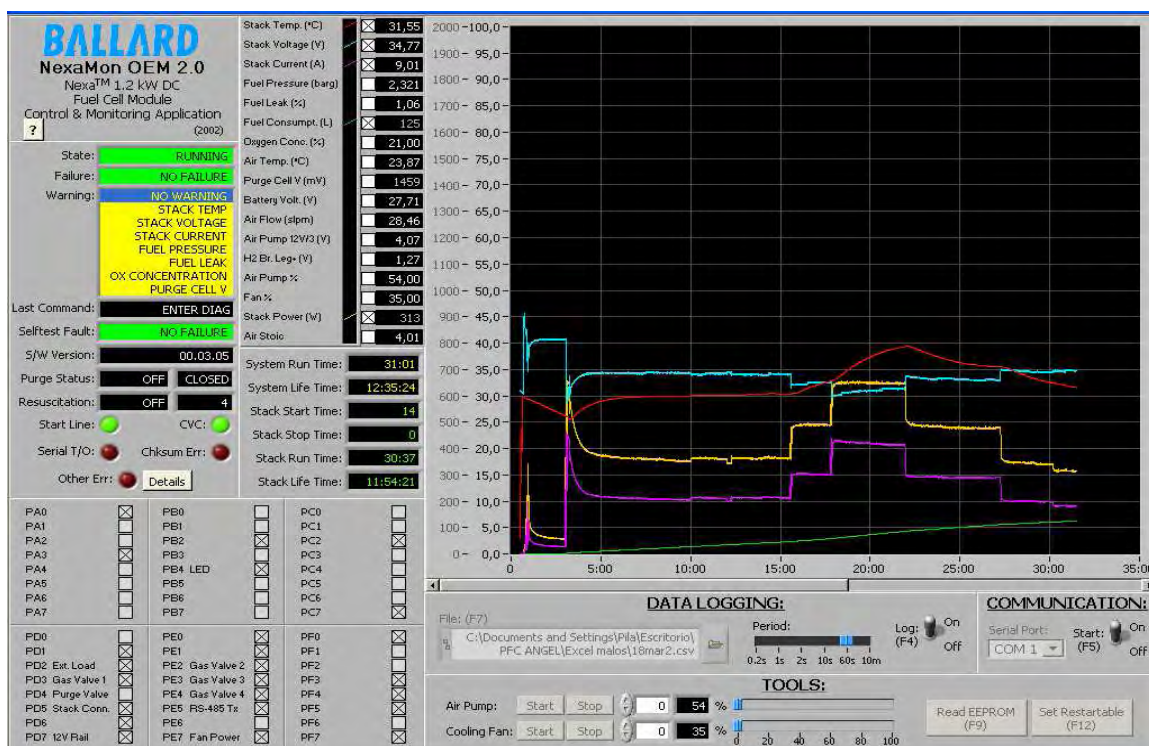 BALLARD
NexaMon OEM 2.0
Nexa™ 1.2 kW DC
Fuel Cell Module
Control & Monitoring Application
? (2002)
State: RUNNING
Failure: NO FAILURE
Warning: NO WARNING
STACK TEMP
STACK VOLTAGE
STACK CURRENT
FUEL PRESSURE
FUEL LEAK
OX CONCENTRATION
PURGE CELL V
Last Command: ENTER DIAG
Selftest Fault: NO FAILURE
S/W Version: 00.03.05
Purge Status: OFF CLOSED
Resuscitation: OFF 4
Start Line: CVC:
Serial T/O: Chksum Err:
Other Err: Details
Stack Temp. (°C) 31,55
Stack Voltage (V) 34,77
Stack Current (A) 9,01
Fuel Pressure (barg) 2,321
Fuel Leak (%) 1,06
Fuel Consumpt. (L) 125
Oxygen Conc. (%) 21,00
Air Temp. (°C) 23,87
Purge Cell V (mV) 1459
Battery Volt. (V) 27,71
Air Flow (slpm) 28,46
Air Pump 12V/3 (V) 4,07
H2 Br. Leg+ (V) 1,27
Air Pump % 54,00
Fan % 35,00
Stack Power (W) 313
Air Stoic 4,01
System Run Time: 31:01
System Life Time: 12:35:24
Stack Start Time: 14
Stack Stop Time: 0
Stack Run Time: 30:37
Stack Life Time: 11:54:21
2000 100,0
1900 95,0
1800 90,0
1700 85,0
1600 80,0
1500 75,0
1400 70,0
1300 65,0
1200 60,0
1100 55,0
1000 50,0
900 45,0
800 40,0
700 35,0
600 30,0
500 25,0
400 20,0
300 15,0
200 10,0
100 5,0
0 0,0
0 5:00 10:00 15:00 20:00 25:00 30:00 35:0
PA0 PB0 PC0
PA1 PB1 PC1
PA2 PB2 PC2
PA3 PB3 PC3
PA4 PB4 LED PC4
PA5 PB5 PC5
PA6 PB6 PC6
PA7 PB7 PC7
PD0 PE0 PF0
PD1 PE1 PF1
PD2 Ext. Load PE2 Gas Valve 2 PF2
PD3 Gas Valve 1 PE3 Gas Valve 3 PF3
PD4 Purge Valve PE4 Gas Valve 4 PF4
PD5 Stack Conn. PE5 RS-485 Tx PF5
PD6 PE6 PF6
PD7 12V Rail PE7 Fan Power PF7
DATA LOGGING:
File: (F7)
C:\Documents and Settings\Pila\Escritorio\
PFC ANGEL\Excel malos\18mar2.csv
Period:
0.2s 1s 2s 10s 60s 10m
Log: (F4) On Off
COMMUNICATION:
Serial Port: COM 1
Start: (F5) On Off
TOOLS:
Air Pump: Start Stop 0 54 %
Cooling Fan: Start Stop 0 35 %
0 20 40 60 80 100
Read EEPROM (F9)
Set Restartable (F12)